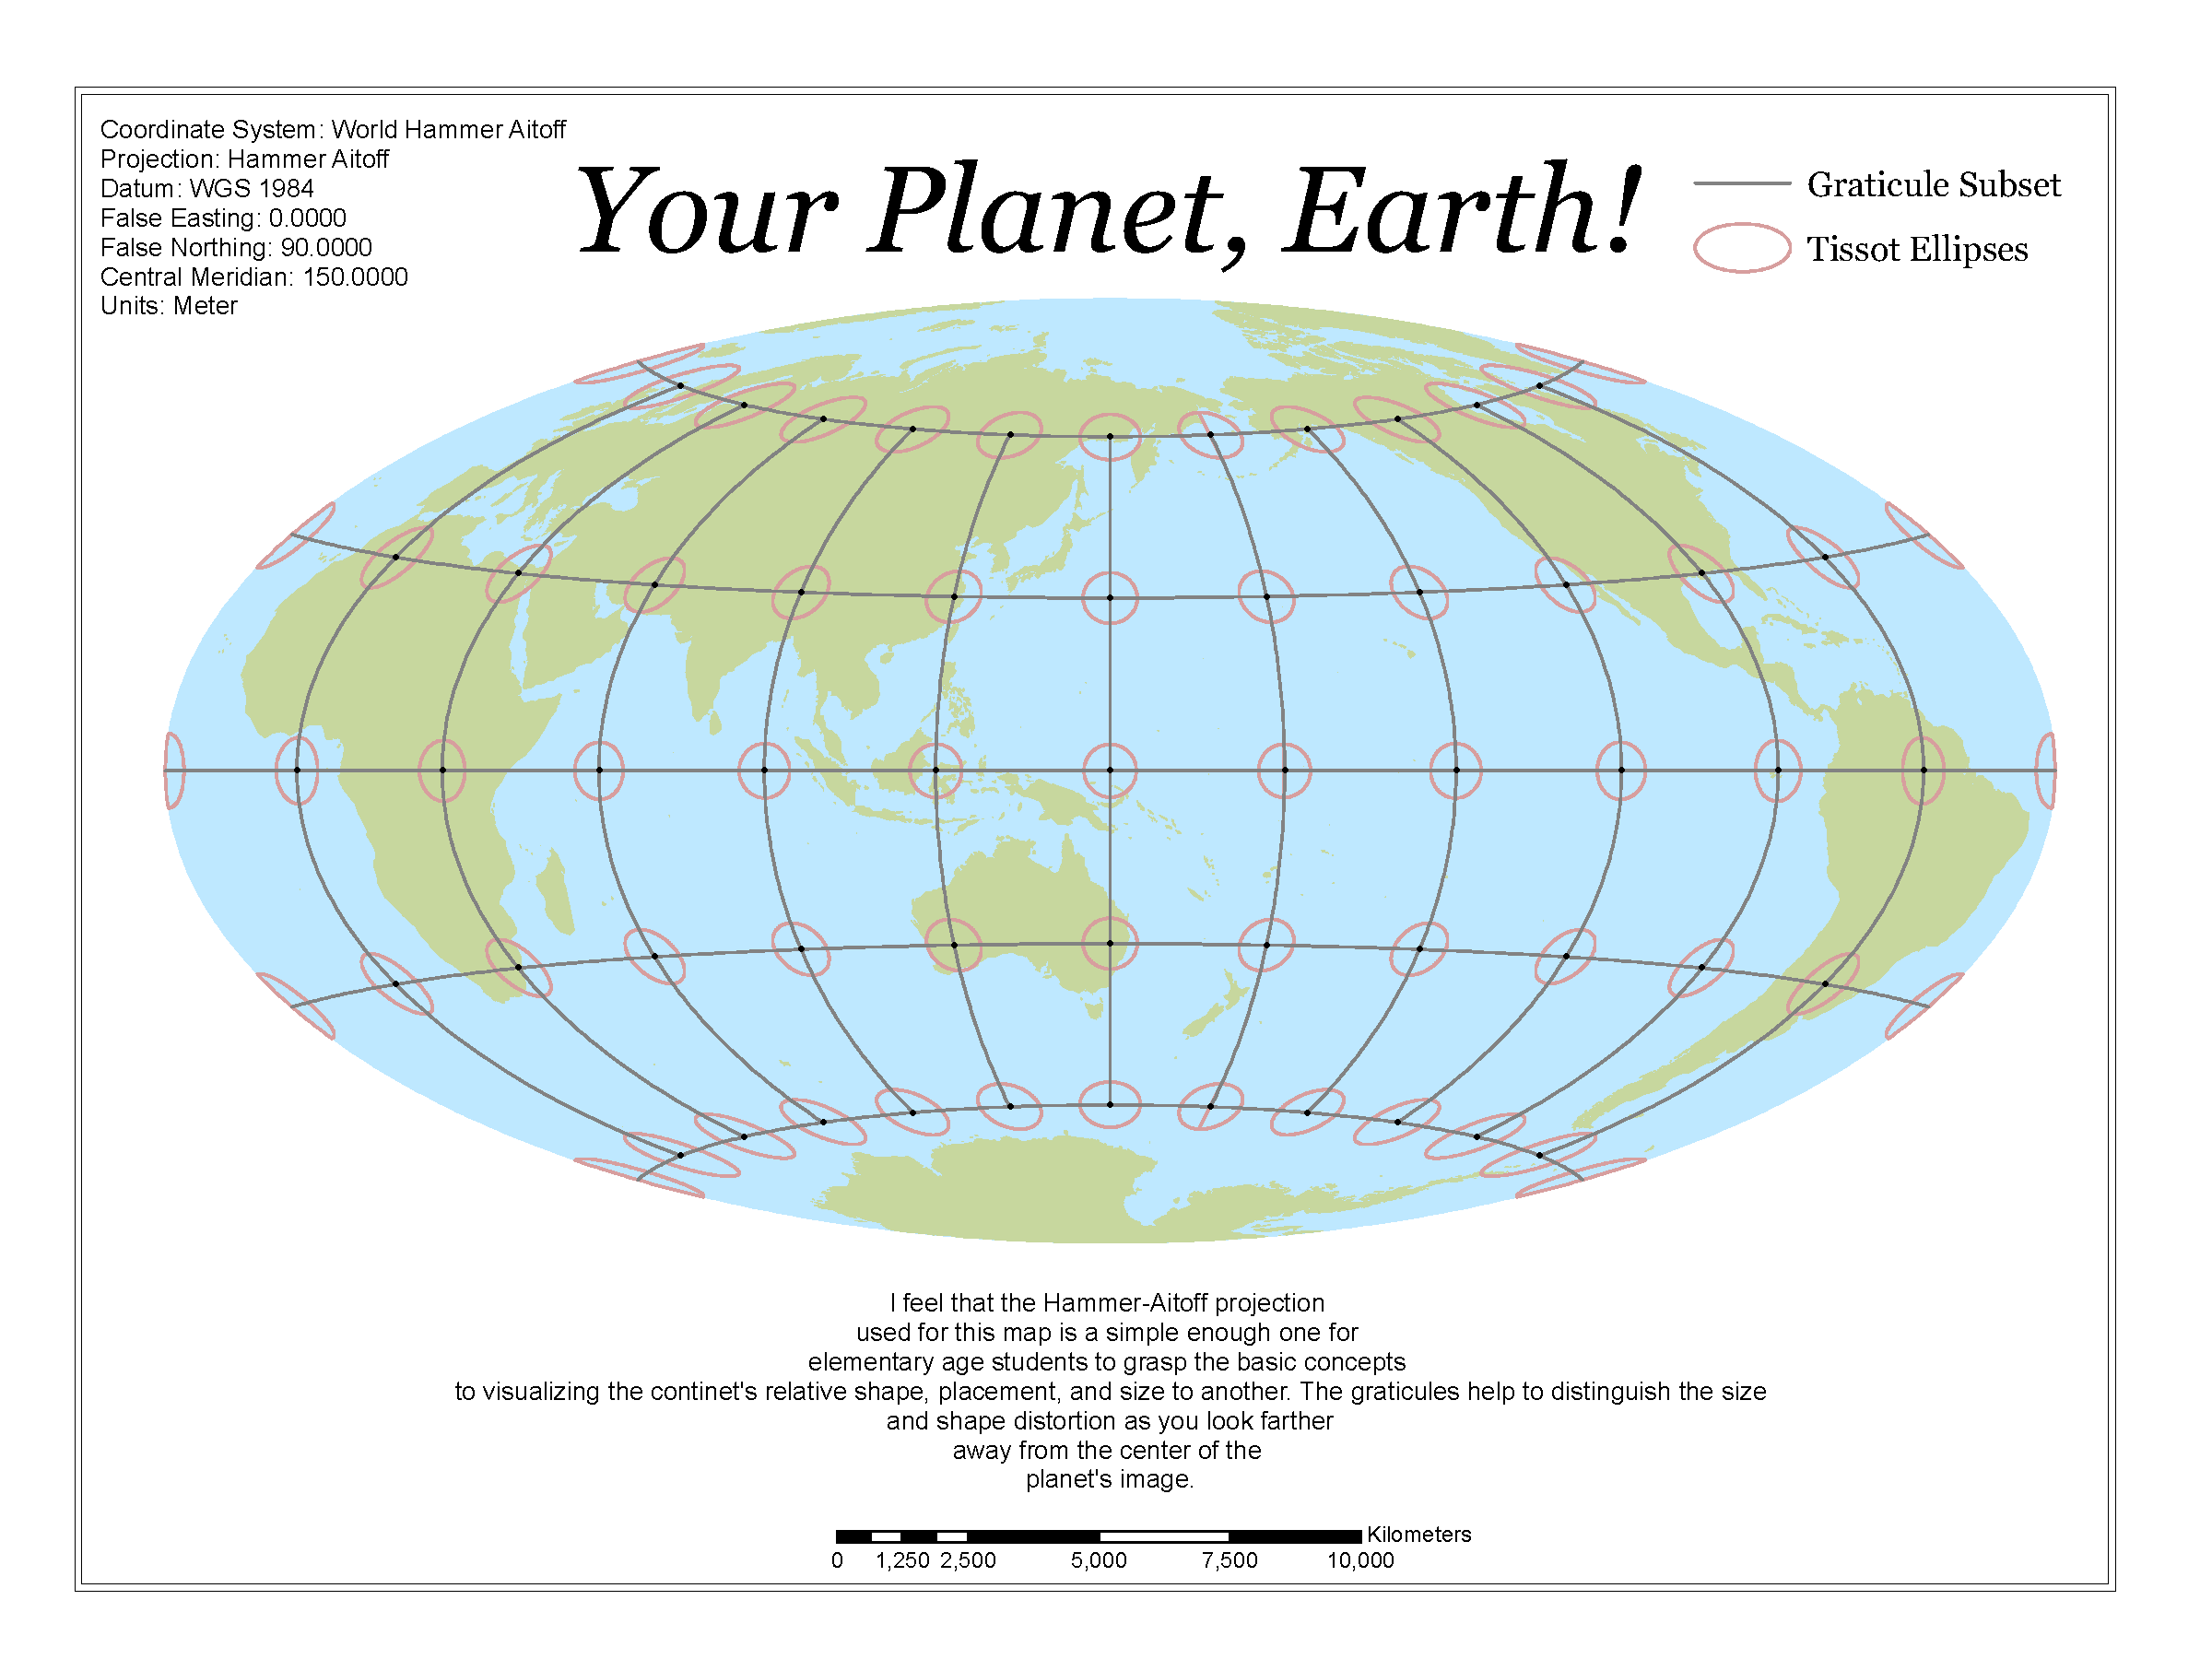 Coordinate System: World Hammer Aitoff
Projection: Hammer Aitoff
Datum: WGS 1984
False Easting: 0.0000
False Northing: 90.0000
Central Meridian: 150.0000
Units: Meter
Your Planet, Earth!
Graticule Subset
Tissot Ellipses
I feel that the Hammer-Aitoff projection
used for this map is a simple enough one for
elementary age students to grasp the basic concepts
to visualizing the continet's relative shape, placement, and size to another. The graticules help to distinguish the size
and shape distortion as you look farther
away from the center of the
planet's image.
Kilometers
0 1,250 2,500 5,000 7,500 10,000